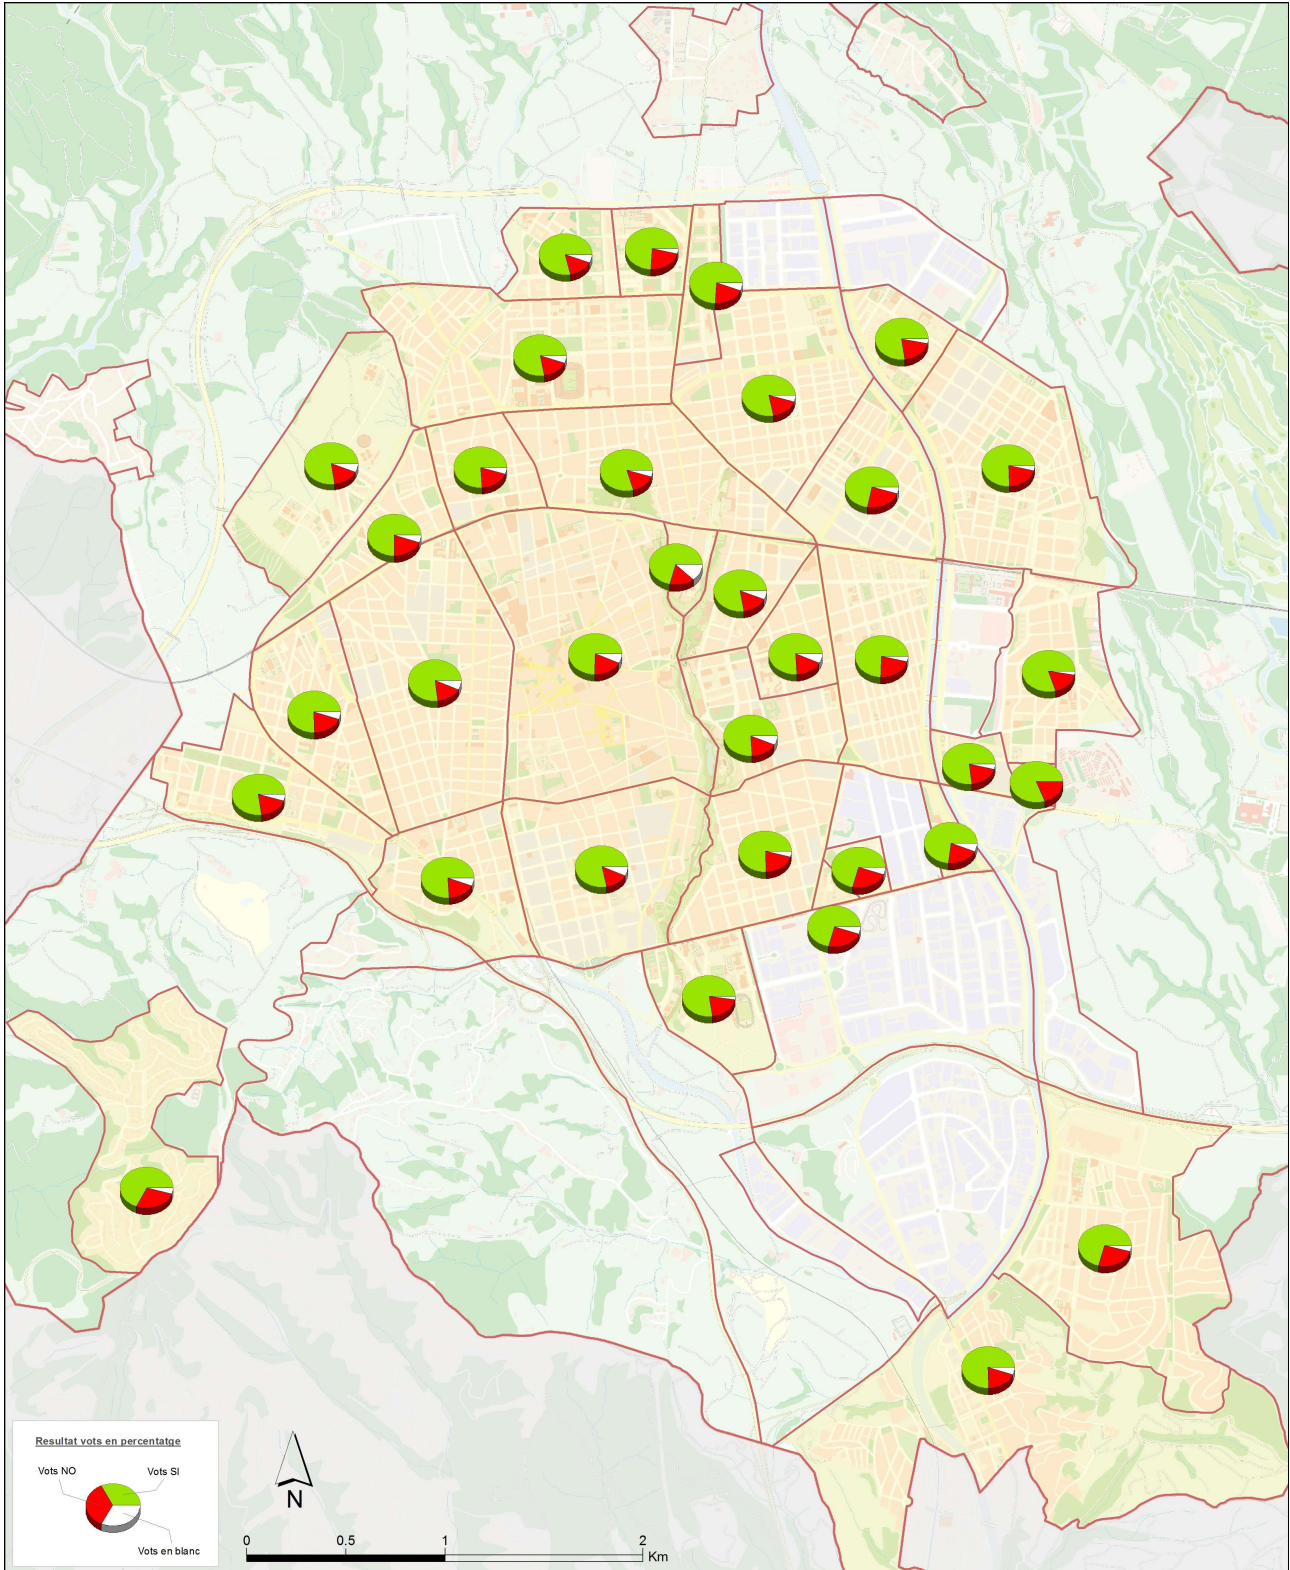 Resultat vots en percentatge
Vots NO
Vots SI
Vots en blanc
N
0 0.5 1 2
Km